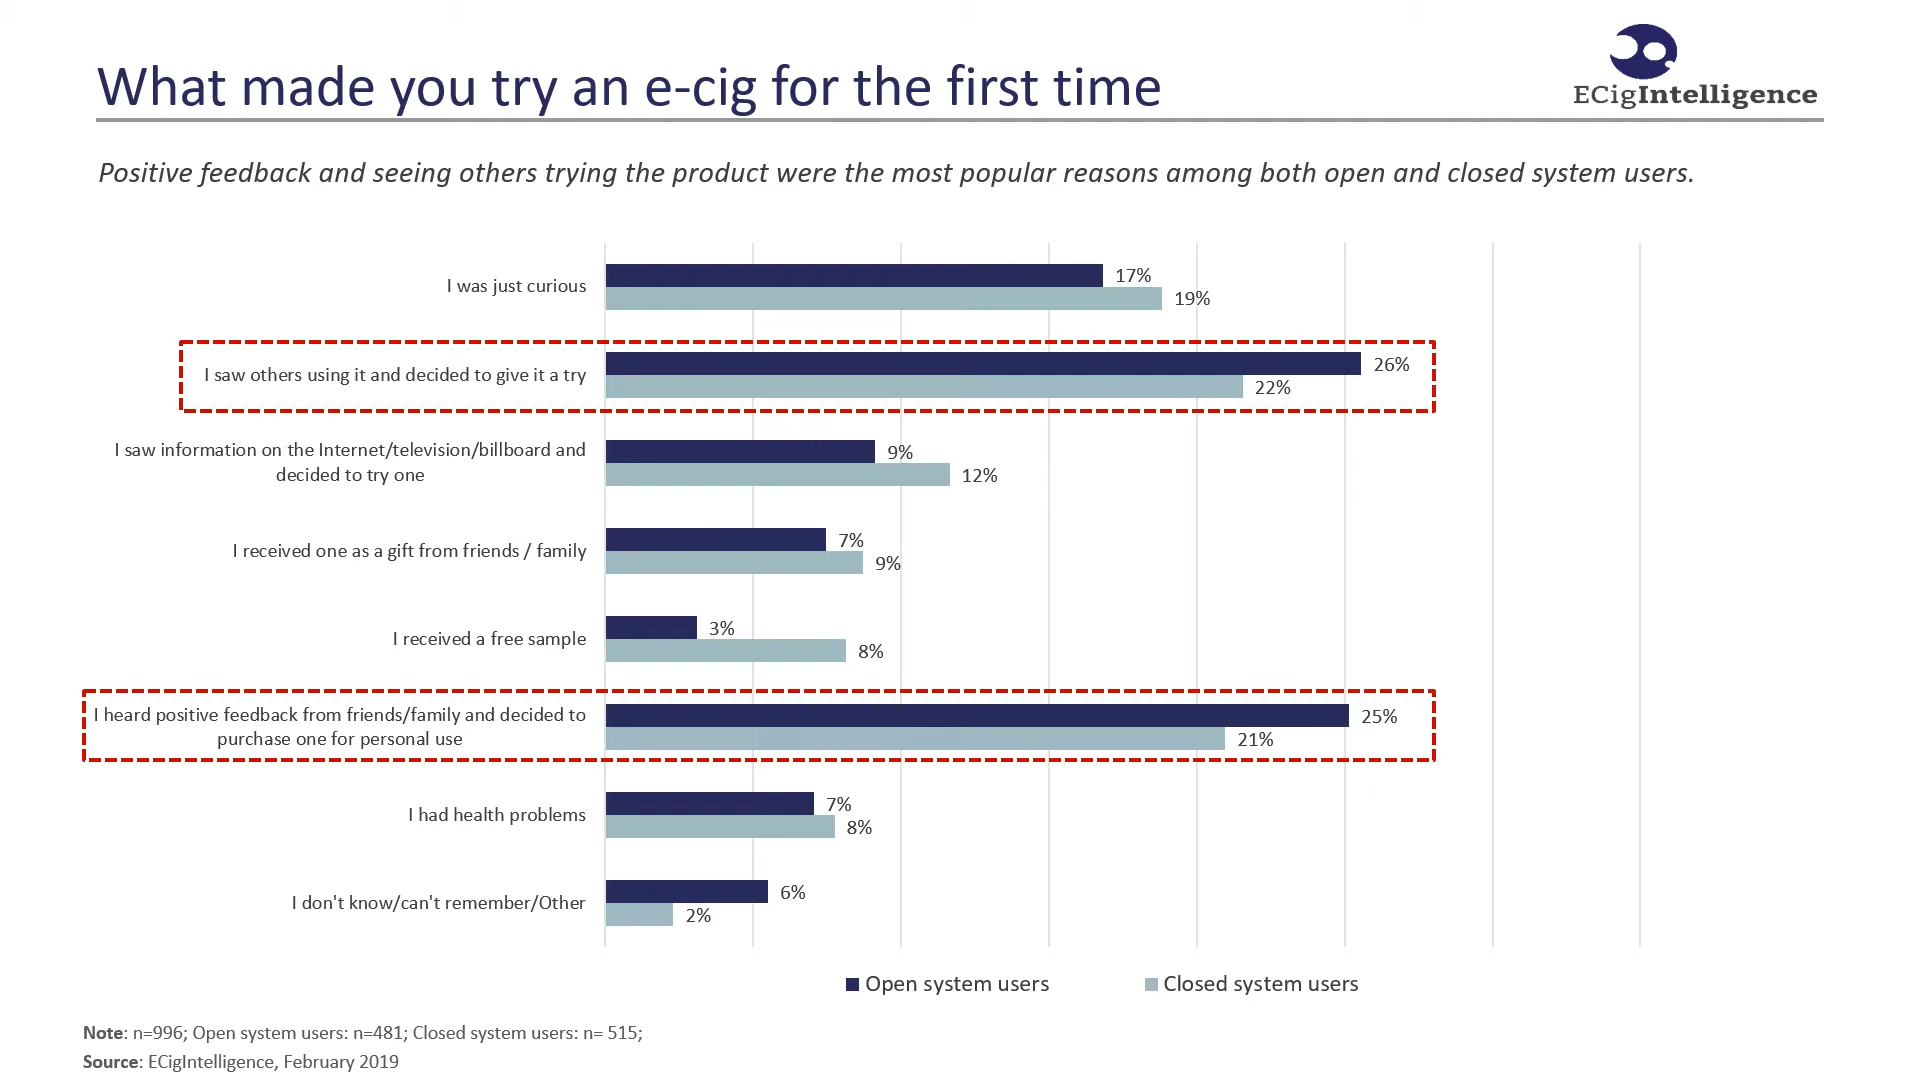 What made you try an e-cig for the first time
ECigIntelligence
Positive feedback and seeing others trying the product were the most popular reasons among both open and closed system users.
I was just curious
17%
19%
I saw others using it and decided to give it a try
26%
22%
I saw information on the Internet/television/billboard and
decided to try one
9%
12%
I received one as a gift from friends / family
7%
9%
I received a free sample
3%
8%
I heard positive feedback from friends/family and decided to
purchase one for personal use
25%
21%
I had health problems
7%
8%
I don't know/can't remember/Other
6%
2%
Open system users
Closed system users
Note: n=996; Open system users: n=481; Closed system users: n= 515;
Source: ECigIntelligence, February 2019